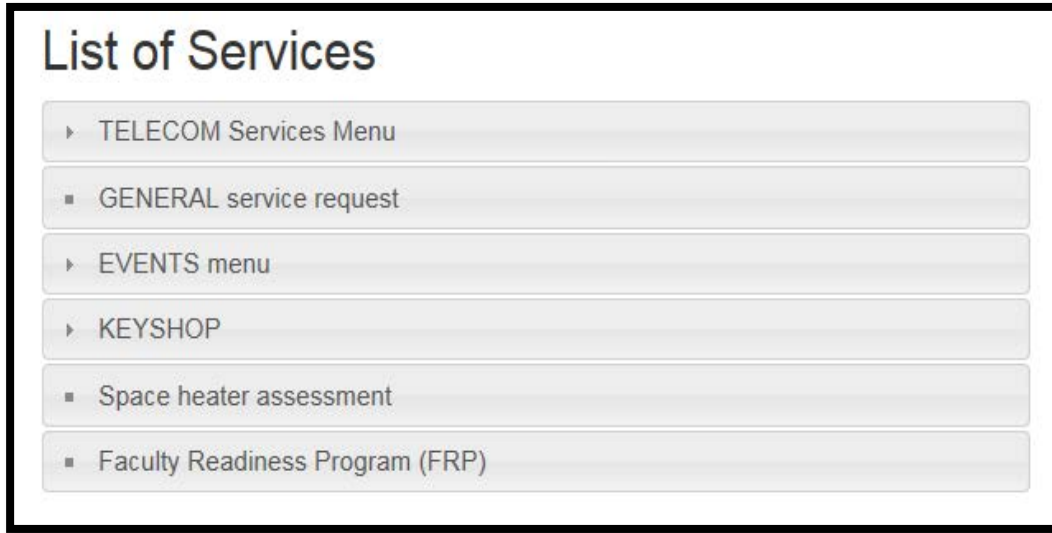 List of Services
TELECOM Services Menu
GENERAL service request
EVENTS menu
KEYSHOP
Space heater assessment
Faculty Readiness Program (FRP)